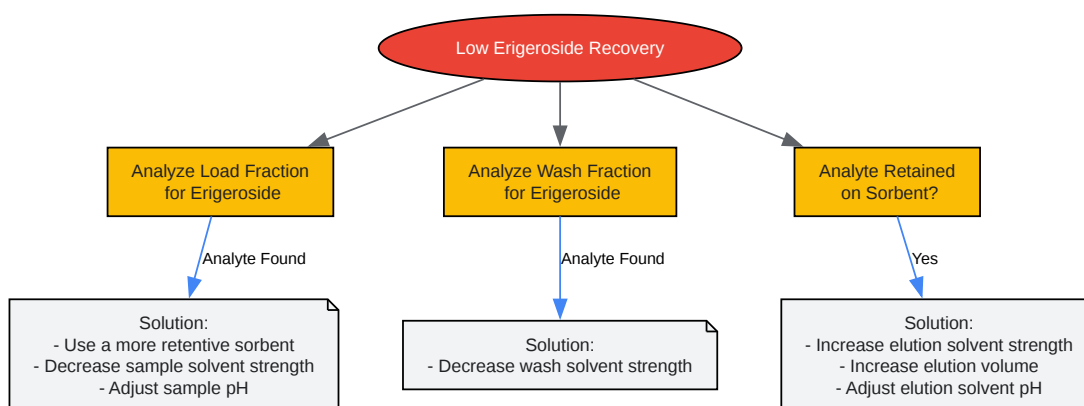 Low Erigeroside Recovery
Analyze Load Fraction
for Erigeroside
Analyze Wash Fraction
for Erigeroside
Analyte Retained
on Sorbent?
Analyte Found
Analyte Found
Yes
Solution:
- Use a more retentive sorbent
- Decrease sample solvent strength
- Adjust sample pH
Solution:
- Decrease wash solvent strength
Solution:
- Increase elution solvent strength
- Increase elution volume
- Adjust elution solvent pH